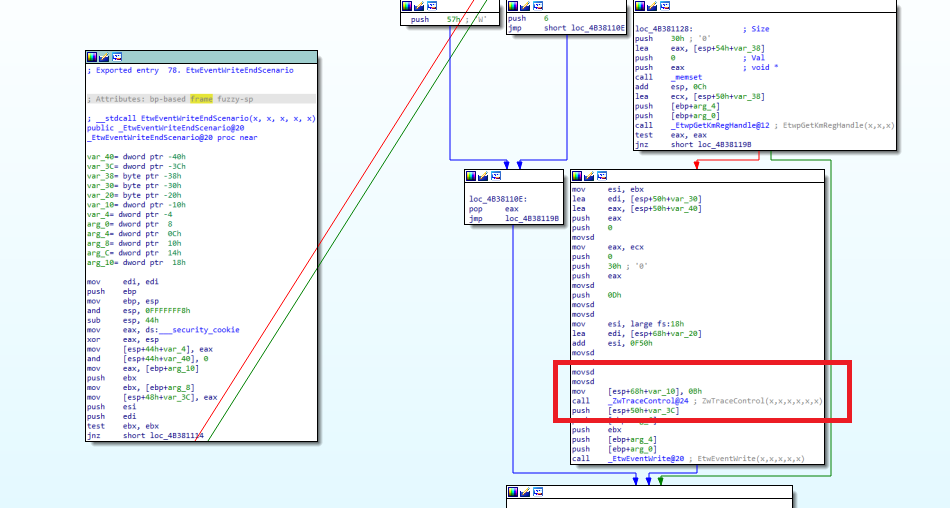 push    57h ; 'W'
push    6
jmp     short loc_4B38110E
loc_4B381128:           ; Size
push    30h ; '0'
lea     eax, [esp+54h+var_38]
push    0               ; Val
push    eax             ; void *
call    _memset
add     esp, 0Ch
lea     ecx, [esp+50h+var_38]
push    [ebp+arg_4]
push    [ebp+arg_0]
call    _EtwpGetKmRegHandle@12 ; EtwpGetKmRegHandle(x,x,x)
test    eax, eax
jnz     short loc_4B38119B
; Exported entry  78. EtwEventWriteEndScenario
; Attributes: bp-based frame fuzzy-sp
; __stdcall EtwEventWriteEndScenario(x, x, x, x, x)
public _EtwEventWriteEndScenario@20
_EtwEventWriteEndScenario@20 proc near
var_40= dword ptr -40h
var_3C= dword ptr -3Ch
var_38= byte ptr -38h
var_30= byte ptr -30h
var_20= byte ptr -20h
var_10= dword ptr -10h
var_4= dword ptr -4
arg_0= dword ptr  8
arg_4= dword ptr  0Ch
arg_8= dword ptr  10h
arg_C= dword ptr  14h
arg_10= dword ptr  18h
mov     edi, edi
push    ebp
mov     ebp, esp
and     esp, 0FFFFFFF8h
sub     esp, 44h
mov     eax, ds:___security_cookie
xor     eax, esp
mov     [esp+44h+var_4], eax
and     [esp+44h+var_40], 0
mov     eax, [ebp+arg_10]
push    ebx
mov     ebx, [ebp+arg_8]
mov     [esp+48h+var_3C], eax
push    esi
push    edi
test    ebx, ebx
jnz     short loc_4B381114
loc_4B38110E:
pop     eax
jmp     loc_4B38119B
mov     esi, ebx
lea     edi, [esp+50h+var_30]
lea     eax, [esp+50h+var_40]
push    eax
push    0
movsd
mov     eax, ecx
push    0
push    30h ; '0'
push    eax
movsd
push    0Dh
movsd
movsd
mov     esi, large fs:18h
lea     edi, [esp+68h+var_20]
add     esi, 0F50h
movsd
movsd
movsd
mov     [esp+68h+var_10], 0Bh
call    _ZwTraceControl@24 ; ZwTraceControl(x,x,x,x,x,x)
push    [esp+50h+var_3C]
push    ebx
push    [ebp+arg_4]
push    [ebp+arg_0]
call    _EtwEventWrite@20 ; EtwEventWrite(x,x,x,x,x)